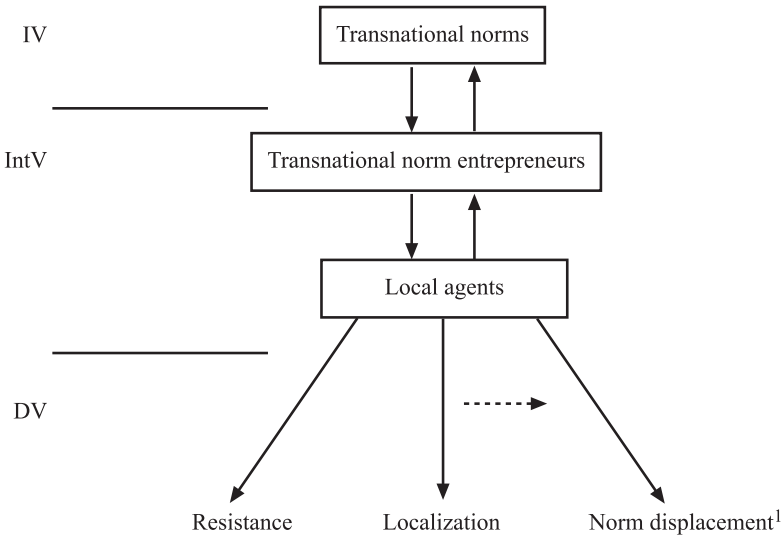 IV
Transnational norms
IntV
Transnational norm entrepreneurs
Local agents
DV
Resistance
Localization
Norm displacement¹